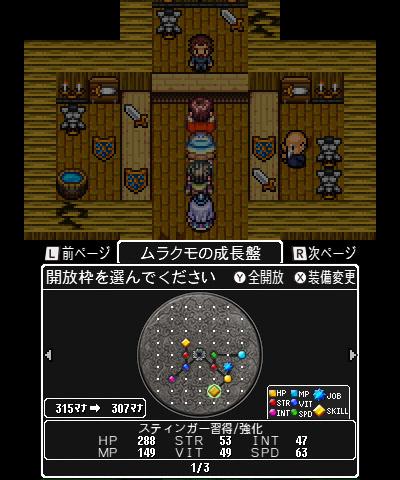 L 前ページ ムラクモの成長盤 R 次ページ
開放枠を選んでください Y 全開放 X 装備変更
315マナ ➡ 307マナ
HP MP JOB
STR VIT
INT SPD SKILL
スティンガー習得/強化
HP 288 STR 53 INT 47
MP 149 VIT 49 SPD 63
1/3